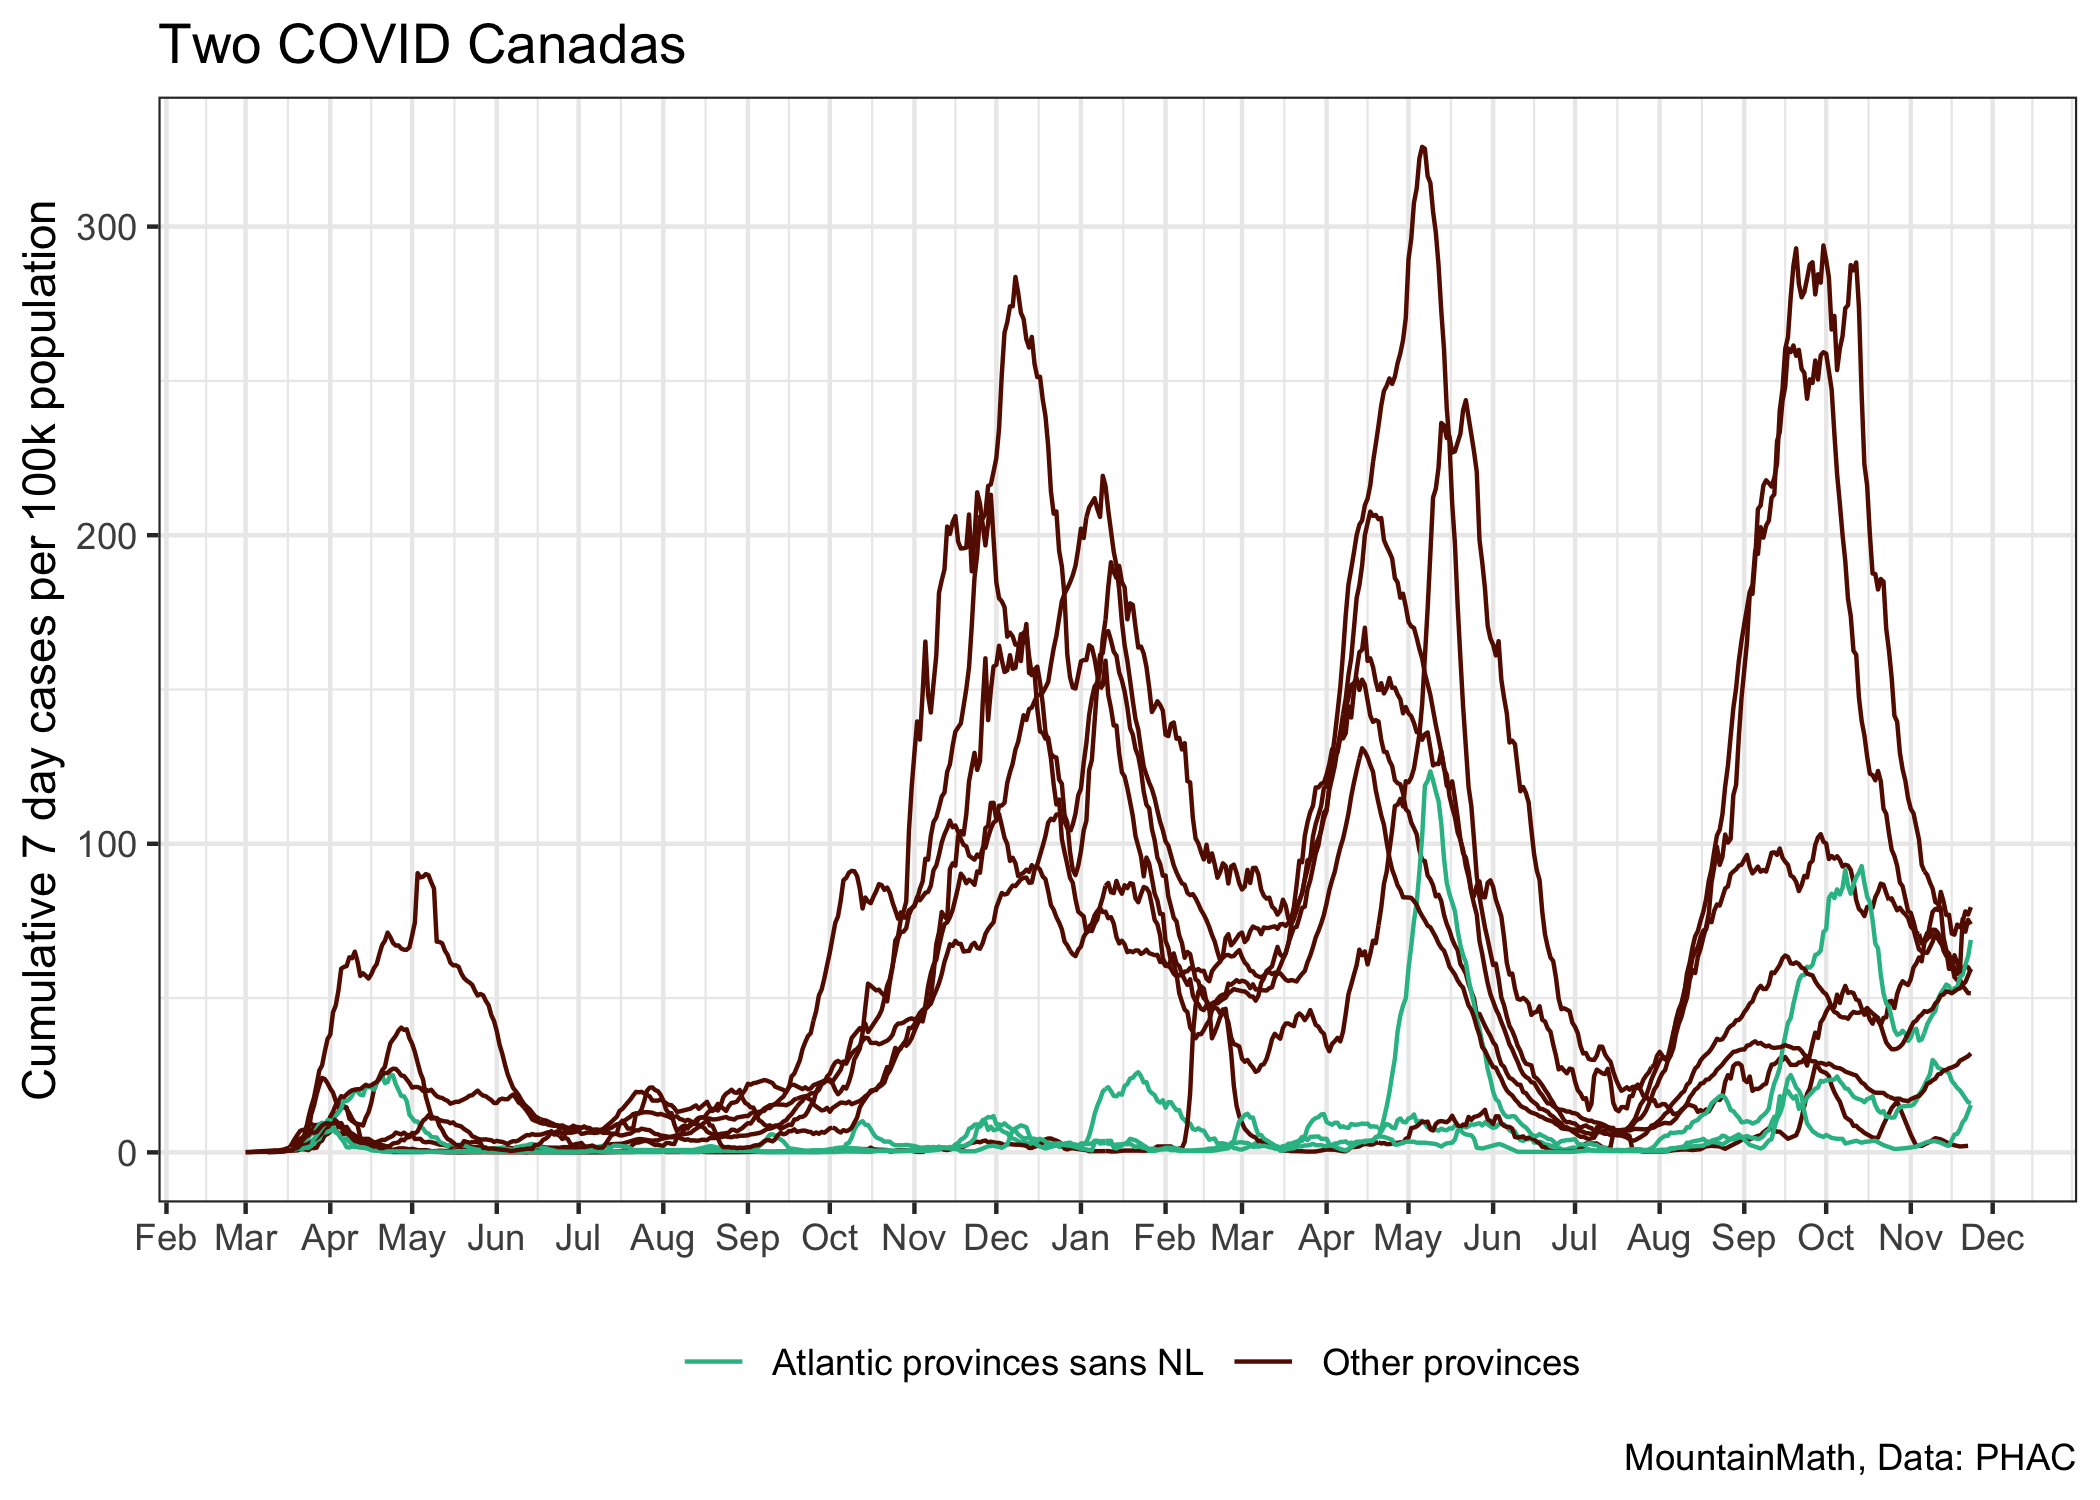 Two COVID Canadas
Cumulative 7 day cases per 100k population
300
200
100
0
Feb Mar Apr May Jun Jul Aug Sep Oct Nov Dec Jan Feb Mar Apr May Jun Jul Aug Sep Oct Nov Dec
Atlantic provinces sans NL Other provinces
MountainMath, Data: PHAC